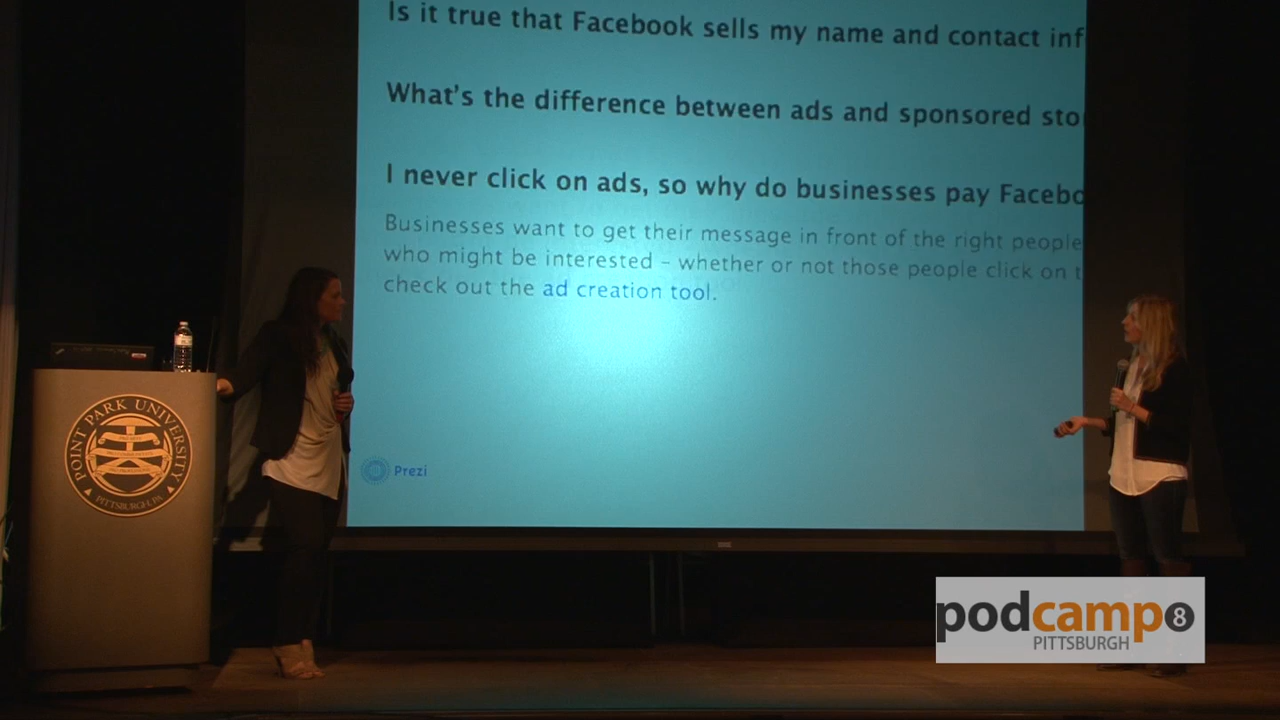 Is it true that Facebook sells my name and contact inf
What's the difference between ads and sponsored sto
I never click on ads, so why do businesses pay Facebo
Businesses want to get their message in front of the right people
who might be interested – whether or not those people click on t
check out the ad creation tool.
Prezi
POINT PARK UNIVERSITY
PITTSBURGH, PA
podcamp8
PITTSBURGH